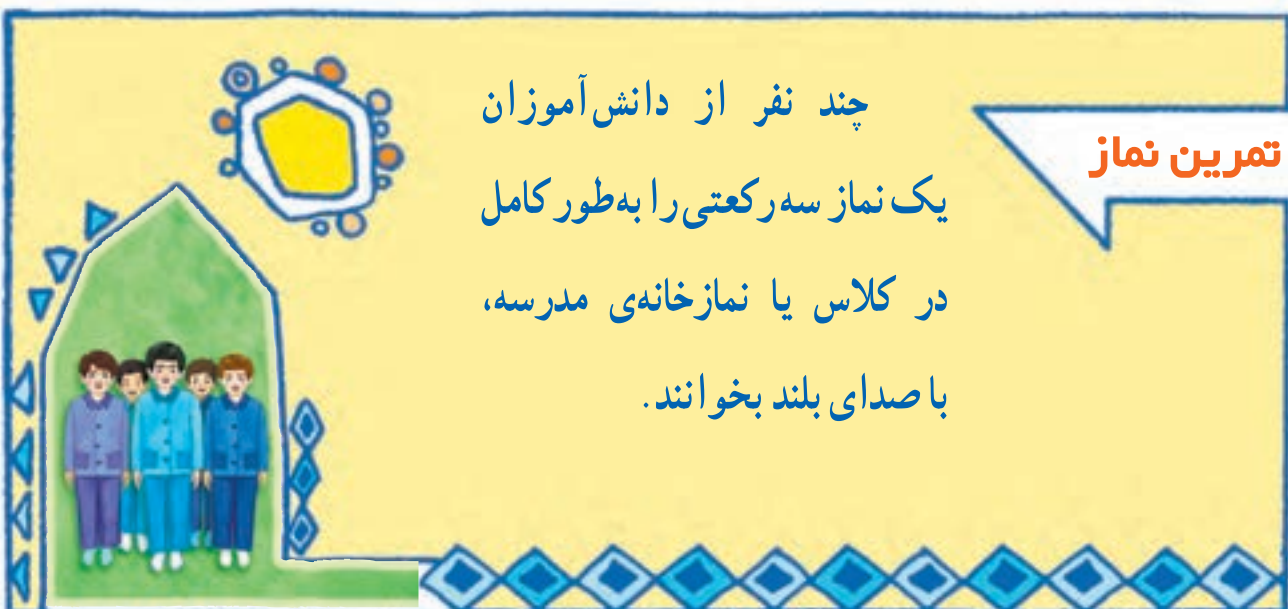 تمرین نماز
چند نفر از دانش‌آموزان
یک نماز سه‌رکعتی را به‌طور کامل
در کلاس یا نمازخانه‌ی مدرسه،
با صدای بلند بخوانند.